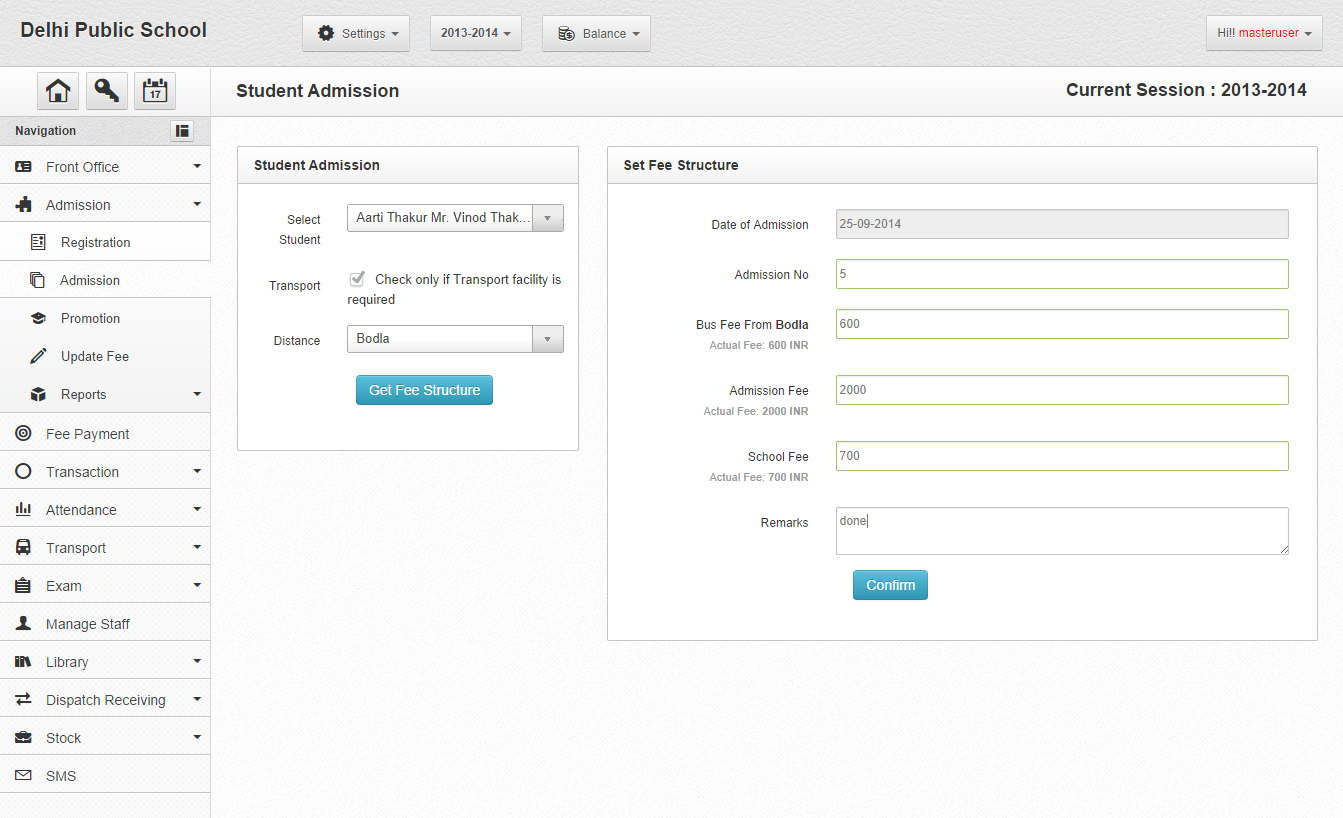 Delhi Public School
Settings
2013-2014
Balance
Hi!! masteruser
17
Student Admission
Current Session : 2013-2014
Navigation
Front Office
Admission
Registration
Admission
Promotion
Update Fee
Reports
Fee Payment
Transaction
Attendance
Transport
Exam
Manage Staff
Library
Dispatch Receiving
Stock
SMS
Student Admission
Select
Student
Aarti Thakur Mr. Vinod Thak...
Transport
Check only if Transport facility is
required
Distance
Bodla
Get Fee Structure
Set Fee Structure
Date of Admission
25-09-2014
Admission No
5
Bus Fee From Bodla
600
Actual Fee: 600 INR
Admission Fee
2000
Actual Fee: 2000 INR
School Fee
700
Actual Fee: 700 INR
Remarks
done
Confirm